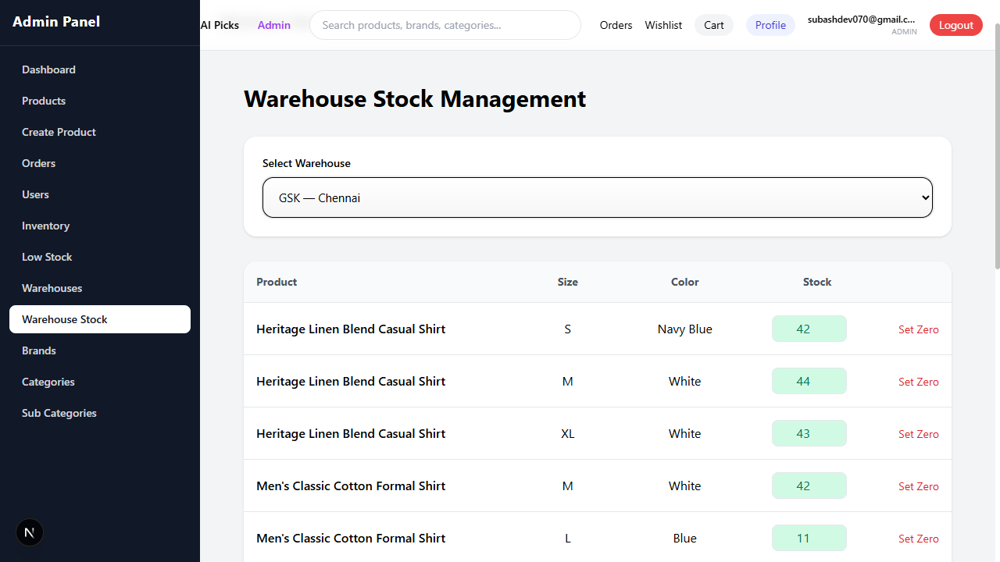 Admin Panel
AI Picks
Admin
Search products, brands, categories...
Orders
Wishlist
Cart
Profile
subashdev070@gmail.c...
ADMIN
Logout
Dashboard
Products
Create Product
Orders
Users
Inventory
Low Stock
Warehouses
Warehouse Stock
Brands
Categories
Sub Categories
N
Warehouse Stock Management
Select Warehouse
GSK — Chennai
Product Size Color Stock
Heritage Linen Blend Casual Shirt S Navy Blue 42 Set Zero
Heritage Linen Blend Casual Shirt M White 44 Set Zero
Heritage Linen Blend Casual Shirt XL White 43 Set Zero
Men's Classic Cotton Formal Shirt M White 42 Set Zero
Men's Classic Cotton Formal Shirt L Blue 11 Set Zero